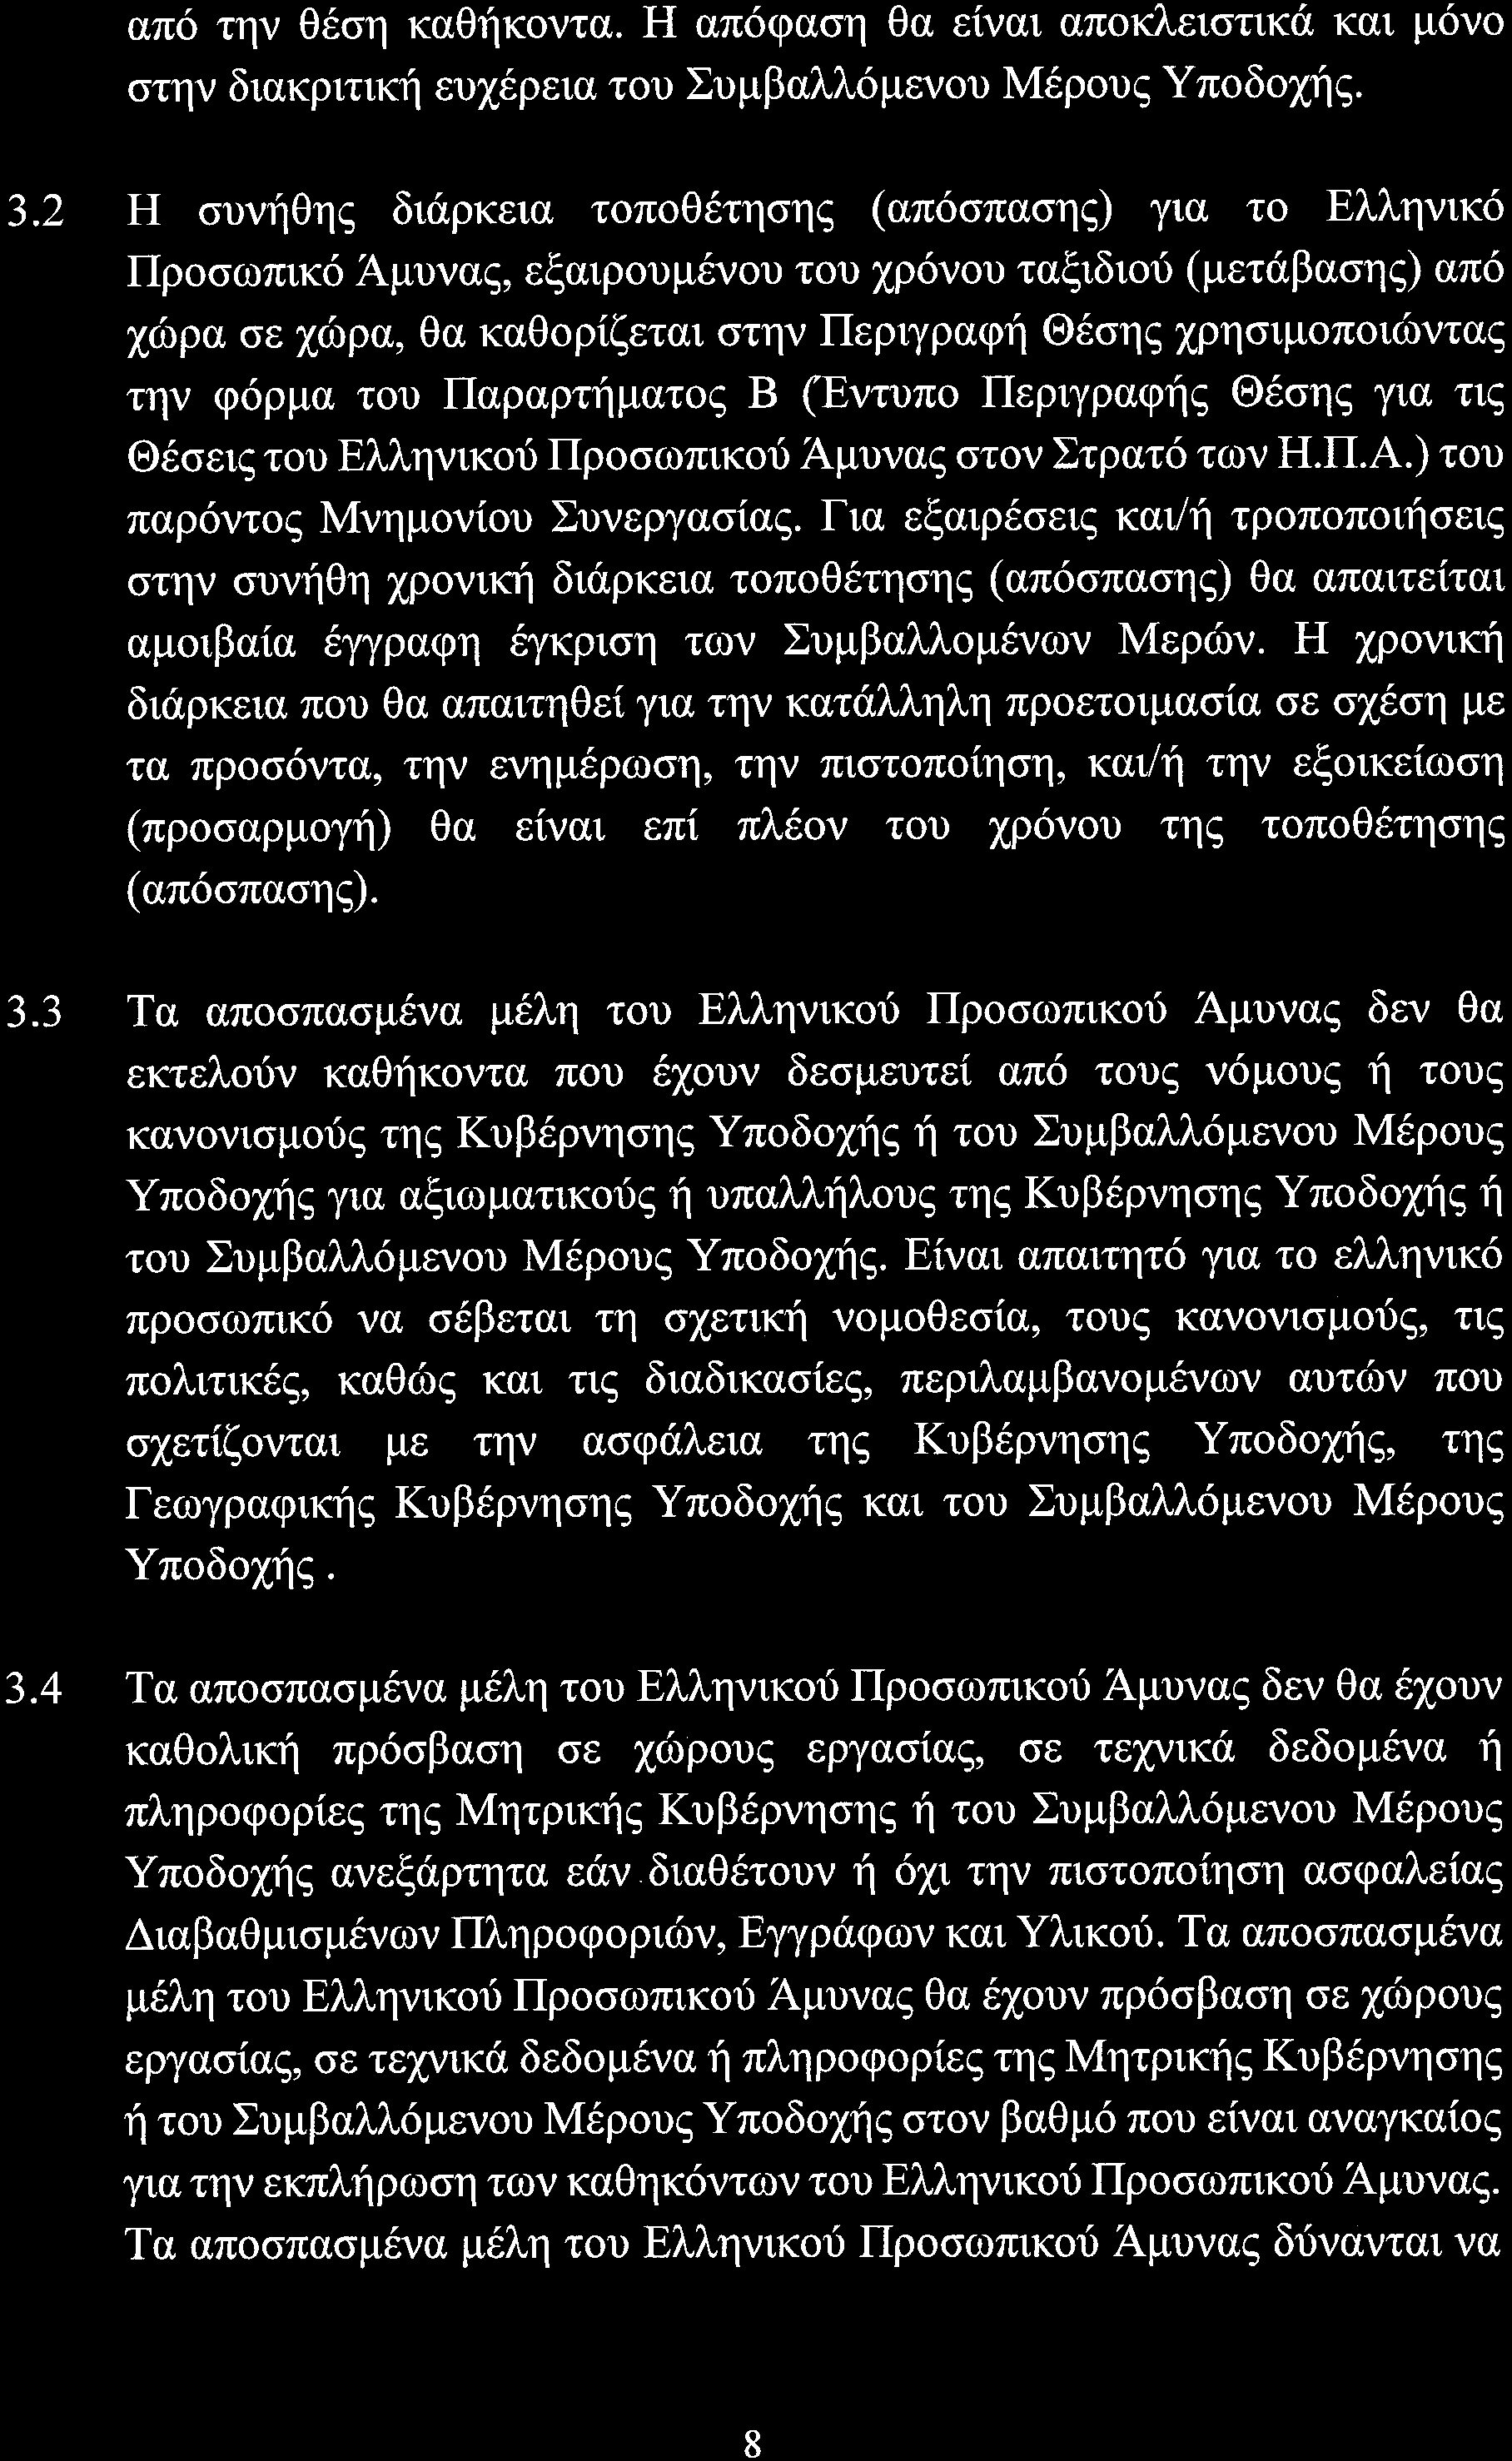 από την θέση καθήκοντα. Η απόφαση θα είναι αποκλειστικά και μόνο
στην διακριτική ευχέρεια του Συμβαλλόμενου Μέρους Υποδοχής.
3.2 Η συνήθης διάρκεια τοποθέτησης (απόσπασης) για το Ελληνικό
Προσωπικό Άμυνας, εξαιρουμένου του χρόνου ταξιδιού (μετάβασης) από
χώρα σε χώρα, θα καθορίζεται στην Περιγραφή Θέσης χρησιμοποιώντας
την φόρμα του Παραρτήματος Β (Έντυπο Περιγραφής Θέσης για τις
Θέσεις του Ελληνικού Προσωπικού Άμυνας στον Στρατό των Η.Π.Α.) του
παρόντος Μνημονίου Συνεργασίας. Για εξαιρέσεις και/ή τροποποιήσεις
στην συνήθη χρονική διάρκεια τοποθέτησης (απόσπασης) θα απαιτείται
αμοιβαία έγγραφη έγκριση των Συμβαλλομένων Μερών. Η χρονική
διάρκεια που θα απαιτηθεί για την κατάλληλη προετοιμασία σε σχέση με
τα προσόντα, την ενημέρωση, την πιστοποίηση, και/ή την εξοικείωση
(προσαρμογή) θα είναι επί πλέον του χρόνου της τοποθέτησης
(απόσπασης).
3.3 Τα αποσπασμένα μέλη του Ελληνικού Προσωπικού Άμυνας δεν θα
εκτελούν καθήκοντα που έχουν δεσμευτεί από τους νόμους ή τους
κανονισμούς της Κυβέρνησης Υποδοχής ή του Συμβαλλόμενου Μέρους
Υποδοχής για αξιωματικούς ή υπαλλήλους της Κυβέρνησης Υποδοχής ή
του Συμβαλλόμενου Μέρους Υποδοχής. Είναι απαιτητό για το ελληνικό
προσωπικό να σέβεται τη σχετική νομοθεσία, τους κανονισμούς, τις
πολιτικές, καθώς και τις διαδικασίες, περιλαμβανομένων αυτών που
σχετίζονται με την ασφάλεια της Κυβέρνησης Υποδοχής, της
Γεωγραφικής Κυβέρνησης Υποδοχής και του Συμβαλλόμενου Μέρους
Υποδοχής .
3.4 Τα αποσπασμένα μέλη του Ελληνικού Προσωπικού Άμυνας δεν θα έχουν
καθολική πρόσβαση σε χώρους εργασίας, σε τεχνικά δεδομένα ή
πληροφορίες της Μητρικής Κυβέρνησης ή του Συμβαλλόμενου Μέρους
Υποδοχής ανεξάρτητα εάν διαθέτουν ή όχι την πιστοποίηση ασφαλείας
Διαβαθμισμένων Πληροφοριών, Εγγράφων και Υλικού. Τα αποσπασμένα
μέλη του Ελληνικού Προσωπικού Άμυνας θα έχουν πρόσβαση σε χώρους
εργασίας, σε τεχνικά δεδομένα ή πληροφορίες της Μητρικής Κυβέρνησης
ή του Συμβαλλόμενου Μέρους Υποδοχής στον βαθμό που είναι αναγκαίος
για την εκπλήρωση των καθηκόντων του Ελληνικού Προσωπικού Άμυνας.
Τα αποσπασμένα μέλη του Ελληνικού Προσωπικού Άμυνας δύνανται να
8